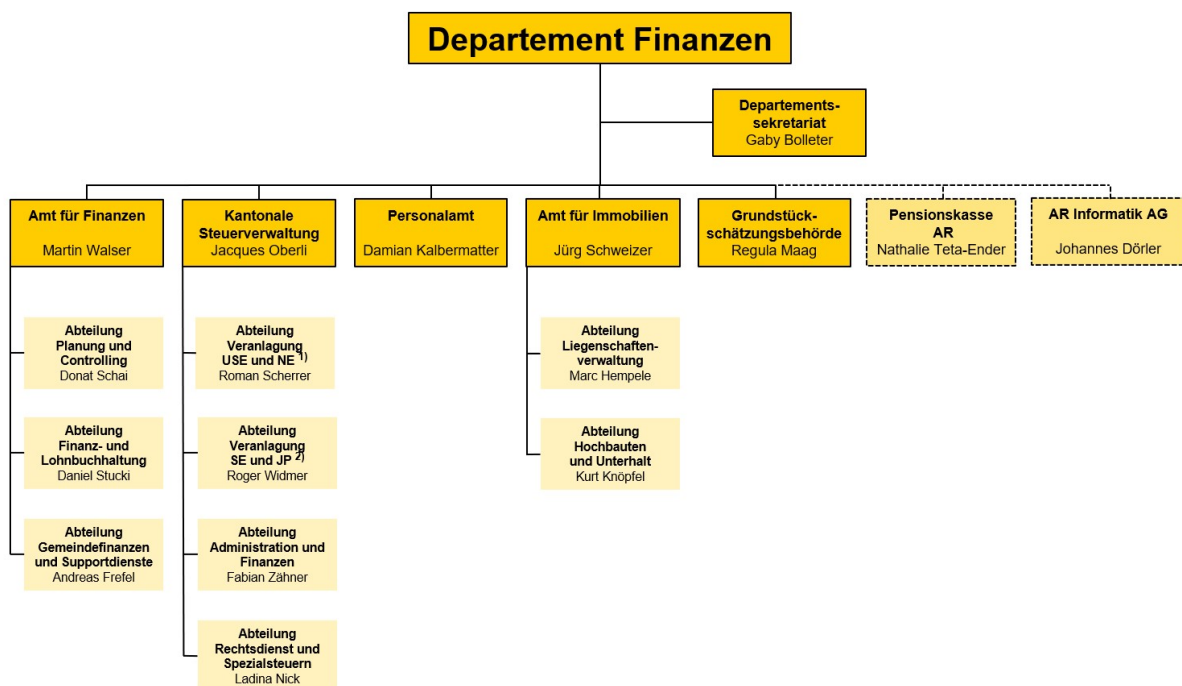 Departement Finanzen
Departements-
sekretariat
Gaby Bolleter
Amt für Finanzen
Martin Walser
Kantonale
Steuerverwaltung
Jacques Oberli
Personalamt
Damian Kalbermatter
Amt für Immobilien
Jürg Schweizer
Grundstück-
schätzungsbehörde
Regula Maag
Pensionskasse
AR
Nathalie Teta-Ender
AR Informatik AG
Johannes Dörler
Abteilung
Planung und
Controlling
Donat Schai
Abteilung
Finanz- und
Lohnbuchhaltung
Daniel Stucki
Abteilung
Gemeindefinanzen
und Supportdienste
Andreas Frefel
Abteilung
Veranlagung
USE und NE 1)
Roman Scherrer
Abteilung
Veranlagung
SE und JP 2)
Roger Widmer
Abteilung
Administration und
Finanzen
Fabian Zähner
Abteilung
Rechtsdienst und
Spezialsteuern
Ladina Nick
Abteilung
Liegenschaften-
verwaltung
Marc Hempele
Abteilung
Hochbauten
und Unterhalt
Kurt Knöpfel